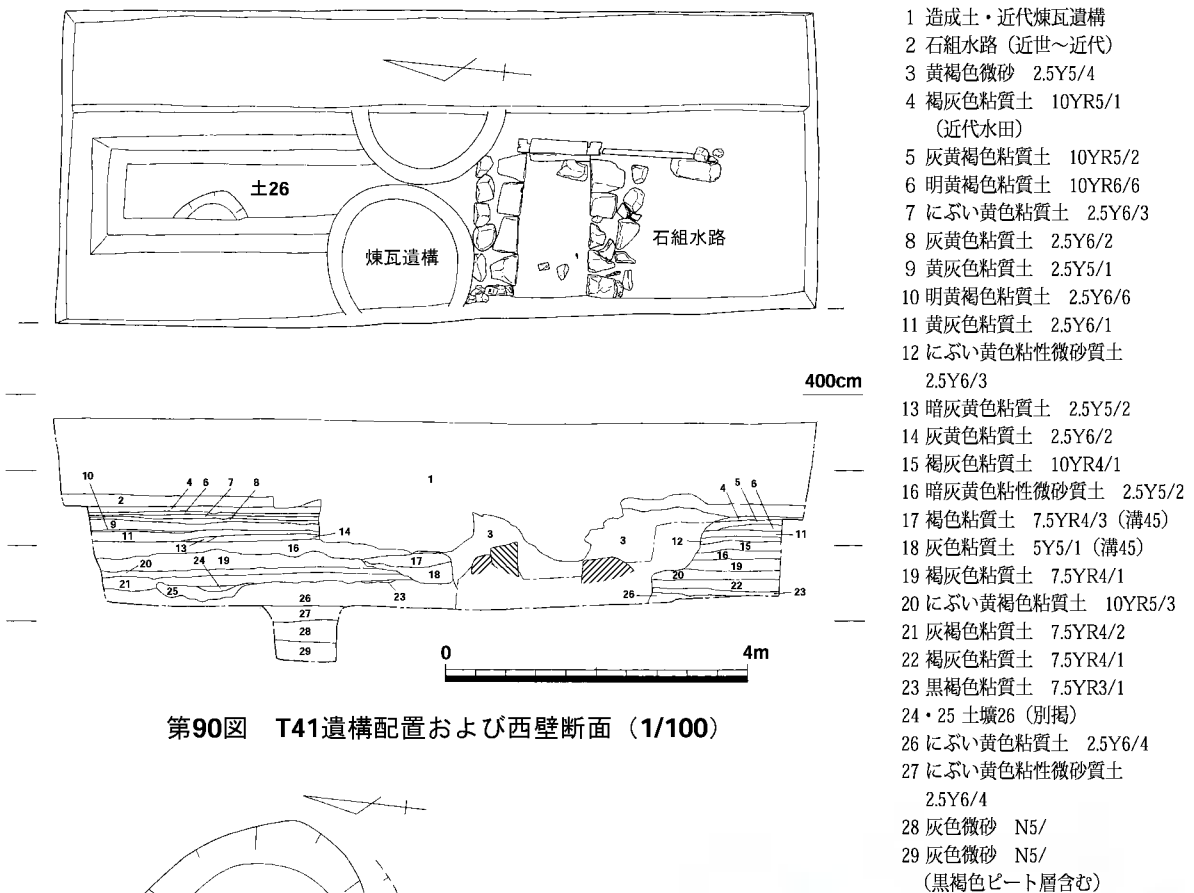 土26
煉瓦遺構
石組水路
400cm
10
4
6
7
8
1
4
5
6
2
9
11
13
14
3
3
12
11
15
16
24
16
17
16
20
19
18
19
21
25
20
22
23
26
23
26
27
28
29
0
4m
第90図 T41遺構配置および西壁断面（1/100）
1 造成土・近代煉瓦遺構
2 石組水路（近世〜近代）
3 黄褐色微砂 2.5Y5/4
4 褐灰色粘質土 10YR5/1
（近代水田）
5 灰黄褐色粘質土 10YR5/2
6 明黄褐色粘質土 10YR6/6
7 にぶい黄色粘質土 2.5Y6/3
8 灰黄色粘質土 2.5Y6/2
9 黄灰色粘質土 2.5Y5/1
10 明黄褐色粘質土 2.5Y6/6
11 黄灰色粘質土 2.5Y6/1
12 にぶい黄色粘性微砂質土
2.5Y6/3
13 暗灰黄色粘質土 2.5Y5/2
14 灰黄色粘質土 2.5Y6/2
15 褐灰色粘質土 10YR4/1
16 暗灰黄色粘性微砂質土 2.5Y5/2
17 褐色粘質土 7.5YR4/3（溝45）
18 灰色粘質土 5Y5/1（溝45）
19 褐灰色粘質土 7.5YR4/1
20 にぶい黄褐色粘質土 10YR5/3
21 灰褐色粘質土 7.5YR4/2
22 褐灰色粘質土 7.5YR4/1
23 黒褐色粘質土 7.5YR3/1
24・25 土壙26（別掲）
26 にぶい黄色粘質土 2.5Y6/4
27 にぶい黄色粘性微砂質土
2.5Y6/4
28 灰色微砂 N5/
29 灰色微砂 N5/
（黒褐色ピート層含む）